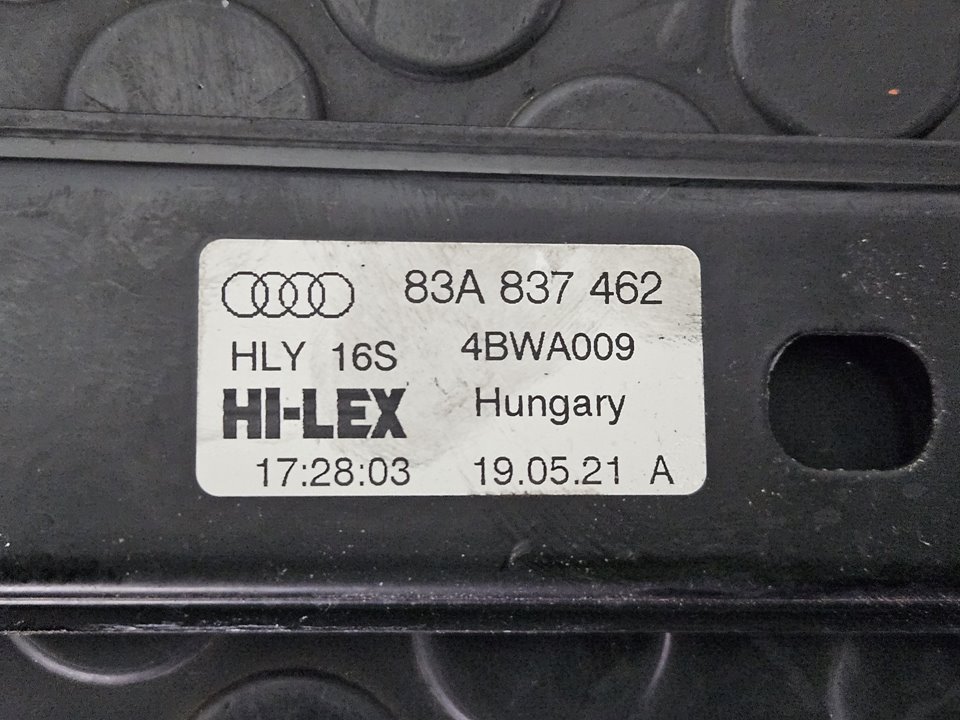 83A 837 462
HLY 16S 4BWA009
HI-LEX Hungary
17:28:03 19.05.21 A